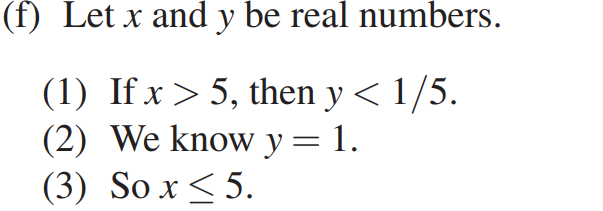 (f) Let x and y be real numbers.
(1) If x > 5, then y < 1/5.
(2) We know y = 1.
(3) So x ≤ 5.